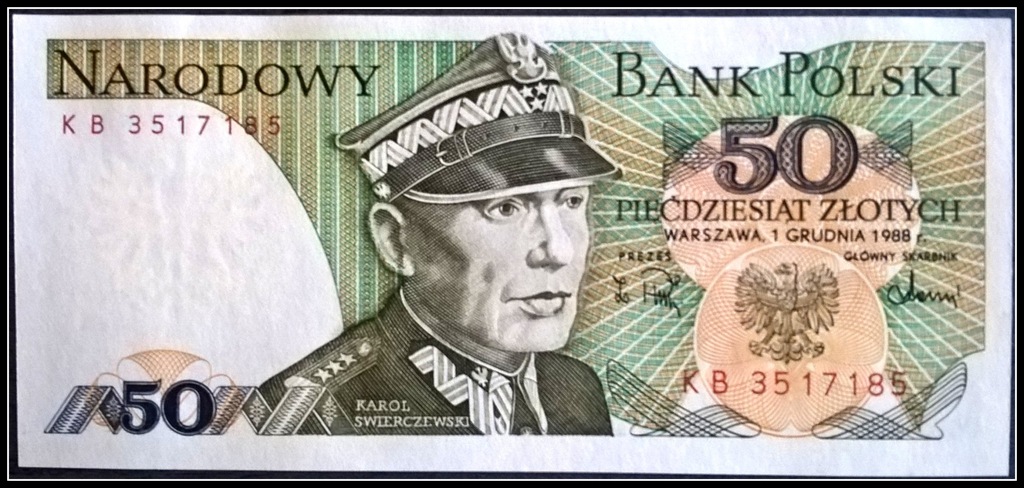 NARODOWY BANK POLSKI
KB 3517185
50
PIĘĆDZIESIĄT ZŁOTYCH
WARSZAWA, 1 GRUDNIA 1988 r.
PREZES GŁÓWNY SKARBNIK
KB 3517185
50
KAROL
ŚWIERCZEWSKI